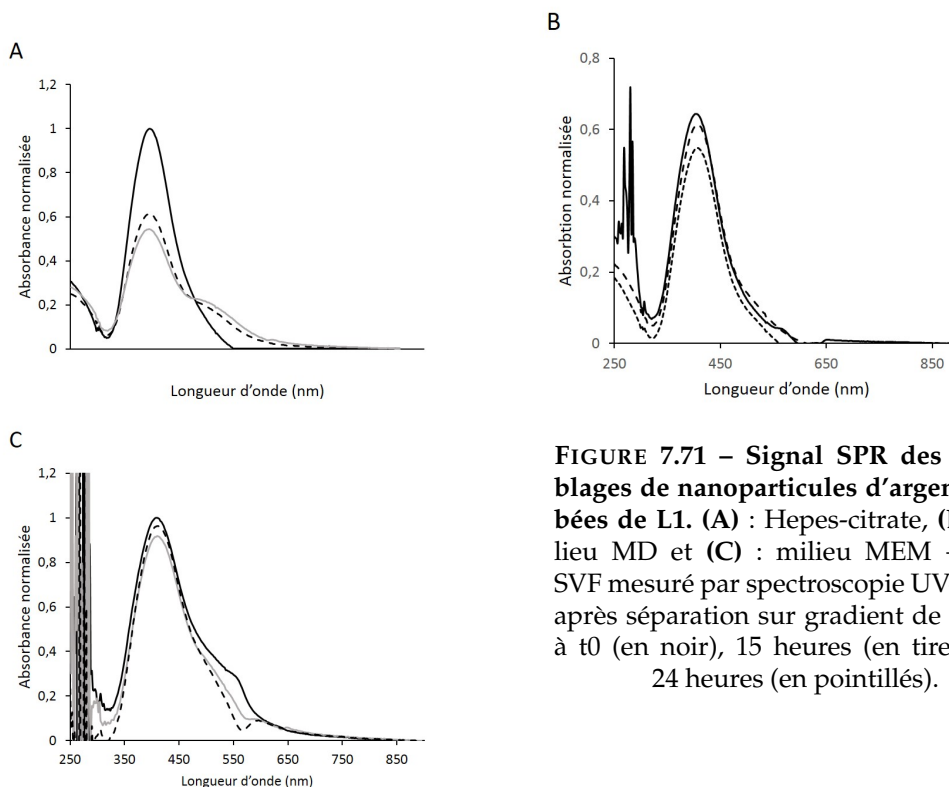 A
1,2
1
0,8
0,6
0,4
0,2
0
Absorbance normalisée
Longueur d'onde (nm)
B
0,8
0,6
0,4
0,2
0
Absorbtion normalisée
250 450 650 850
Longueur d'onde (nm)
C
1,2
1
0,8
0,6
0,4
0,2
0
Absorbance normalisée
250 350 450 550 650 750 850
Longueur d'onde (nm)
FIGURE 7.71 – Signal SPR des
blages de nanoparticules d'argen
bées de L1. (A) : Hepes-citrate,
lieu MD et (C) : milieu MEM
SVF mesuré par spectroscopie UV
après séparation sur gradient de
à t0 (en noir), 15 heures (en tire
24 heures (en pointillés).